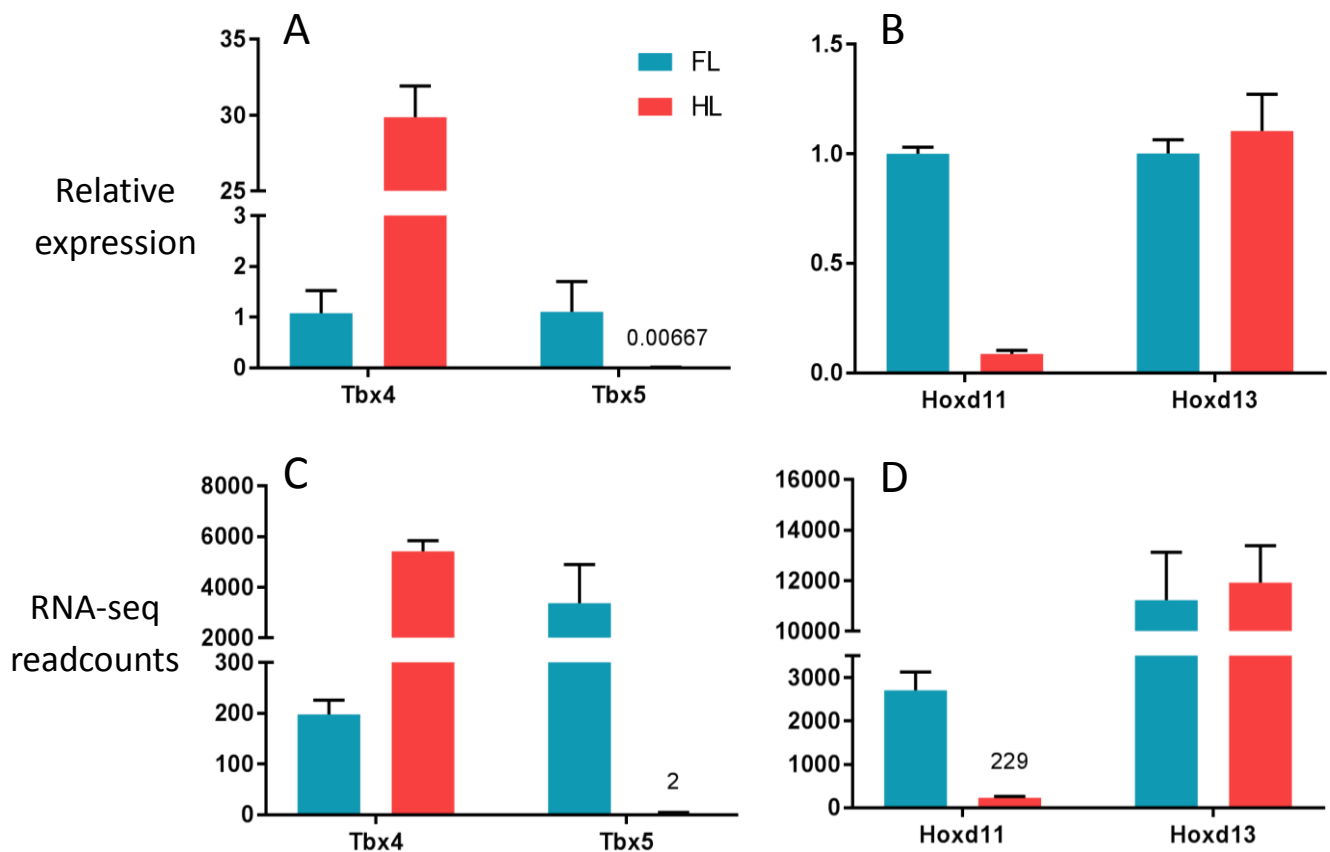 A
35
30
25
3
2
1
0
FL
HL
0.00667
Tbx4
Tbx5
Relative
expression
B
1.5
1.0
0.5
0.0
Hoxd11
Hoxd13
C
8000
6000
4000
2000
300
200
100
0
2
Tbx4
Tbx5
RNA-seq
readcounts
D
16000
14000
12000
10000
3000
2000
1000
0
229
Hoxd11
Hoxd13